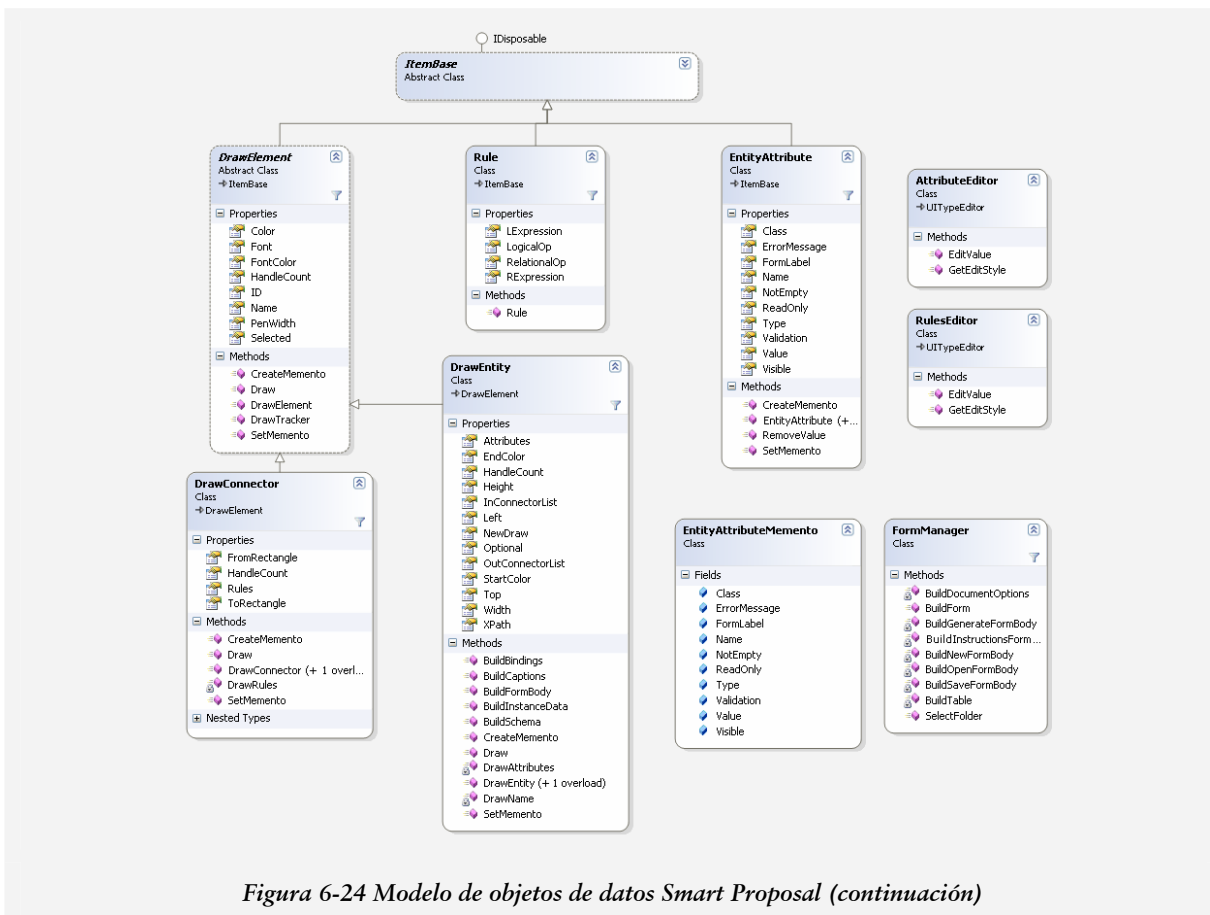 IDisposable
ItemBase
Abstract Class
DrawElement
Abstract Class
ItemBase
Properties
Color
Font
FontColor
HandleCount
ID
Name
PenWidth
Selected
Methods
CreateMemento
Draw
DrawElement
DrawTracker
SetMemento
Rule
Class
ItemBase
Properties
LExpression
LogicalOp
RelationalOp
RExpression
Methods
Rule
EntityAttribute
Class
ItemBase
Properties
Class
ErrorMessage
FormLabel
Name
NotEmpty
ReadOnly
Type
Validation
Value
Visible
Methods
CreateMemento
EntityAttribute (+...
RemoveValue
SetMemento
AttributeEditor
Class
UITypeEditor
Methods
EditValue
GetEditStyle
RulesEditor
Class
UITypeEditor
Methods
EditValue
GetEditStyle
DrawConnector
Class
DrawElement
Properties
FromRectangle
HandleCount
Rules
ToRectangle
Methods
CreateMemento
Draw
DrawConnector (+ 1 overl...
DrawRules
SetMemento
Nested Types
DrawEntity
Class
DrawElement
Properties
Attributes
EndColor
HandleCount
Height
InConnectorList
Left
NewDraw
Optional
OutConnectorList
StartColor
Top
Width
XPath
Methods
BuildBindings
BuildCaptions
BuildFormBody
BuildInstanceData
BuildSchema
CreateMemento
Draw
DrawAttributes
DrawEntity (+ 1 overload)
DrawName
SetMemento
EntityAttributeMemento
Class
Fields
Class
ErrorMessage
FormLabel
Name
NotEmpty
ReadOnly
Type
Validation
Value
Visible
FormManager
Class
Methods
BuildDocumentOptions
BuildForm
BuildGenerateFormBody
BuildInstructionsForm...
BuildNewFormBody
BuildOpenFormBody
BuildSaveFormBody
BuildTable
SelectFolder
Figura 6-24 Modelo de objetos de datos Smart Proposal (continuación)